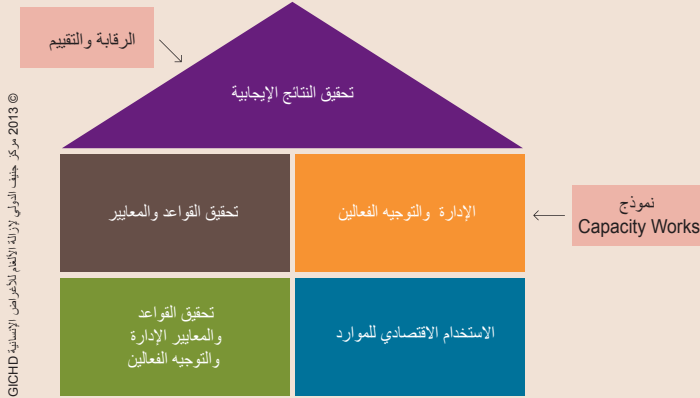 الرقابة والتقييم
تحقيق النتائج الإيجابية
الإدارة والتوجيه الفعالين
تحقيق القواعد والمعايير
نموذج
Capacity Works
الاستخدام الاقتصادي للموارد
تحقيق القواعد
والمعايير الإدارة
والتوجيه الفعالين
© 2013 مركز جنيف الدولي لإزالة الألغام للأغراض الإنسانية GICHD